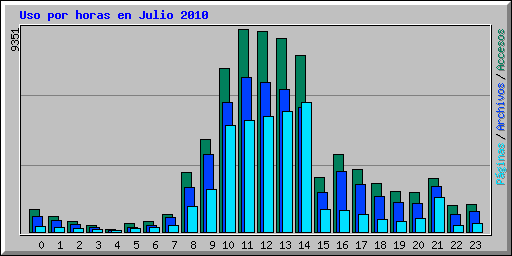 Uso por horas en Julio 2010
9351
Páginas / Archivos / Accesos
0 1 2 3 4 5 6 7 8 9 10 11 12 13 14 15 16 17 18 19 20 21 22 23